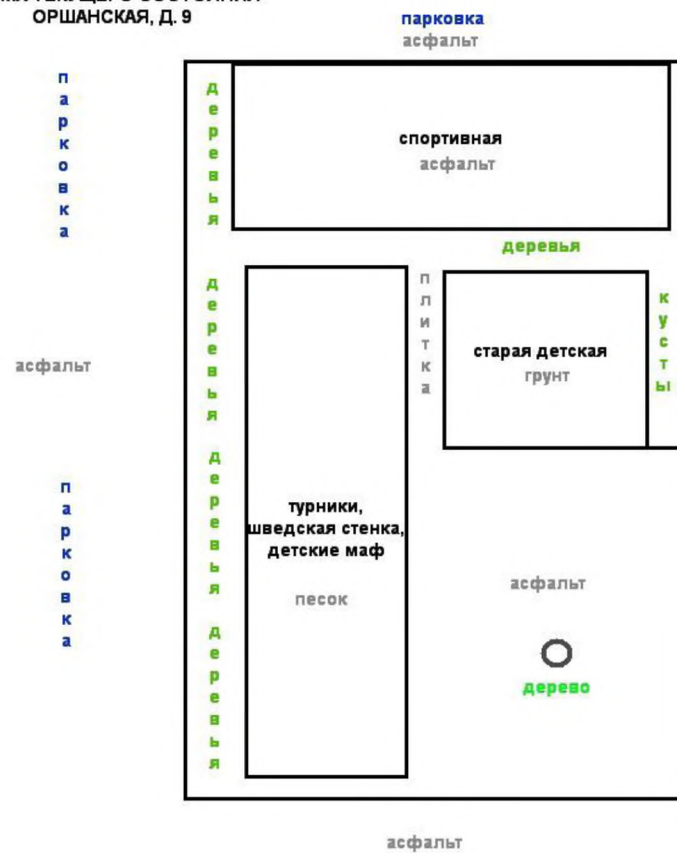 ОРШАНСКАЯ, Д. 9
парковка
асфальт
парковка
деревья
спортивная
асфальт
деревья
деревья
плитка
старая детская
грунт
кусты
асфальт
деревья
парковка
турники,
шведская стенка,
детские маф
песок
асфальт
деревья
дерево
асфальт